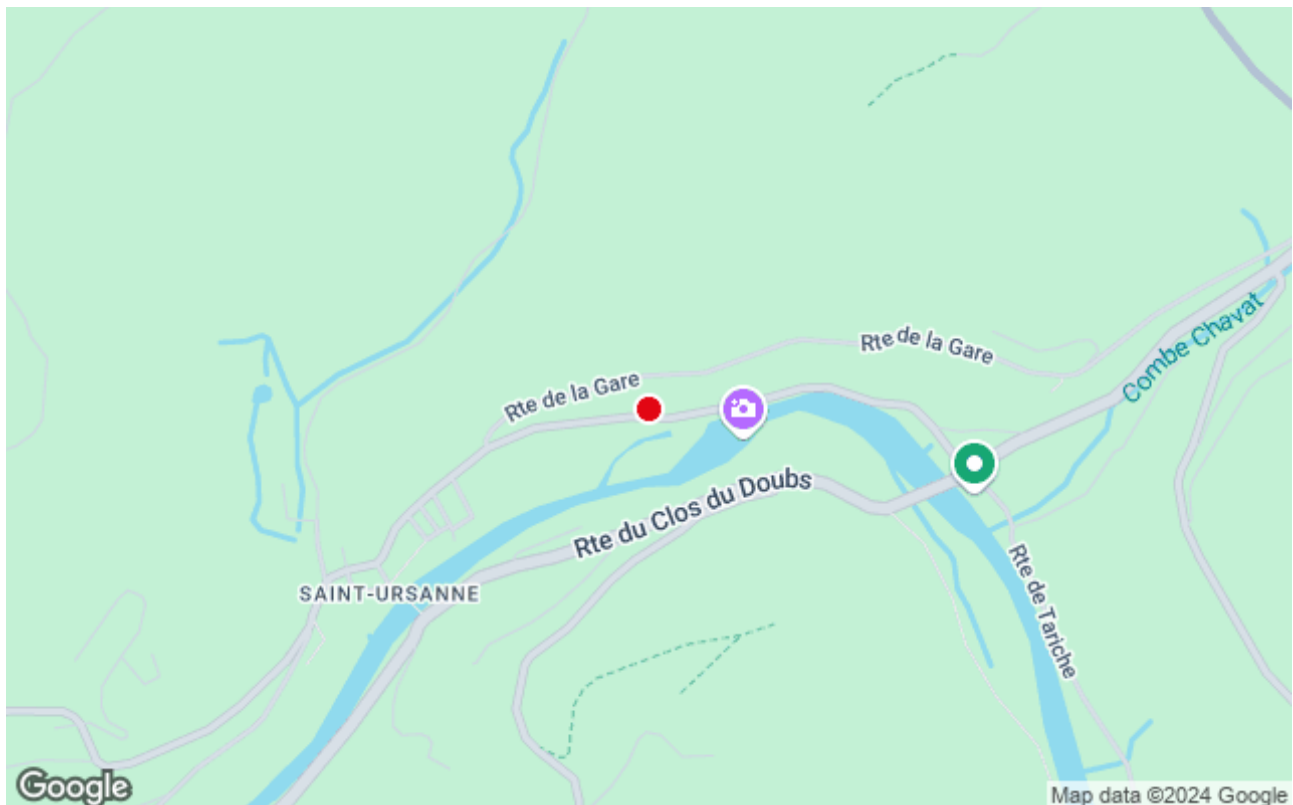 Combe Chavat
Rte de la Gare
Rte de la Gare
Rte du Clos du Doubs
Rte de Tariche
SAINT-URSANNE
Google
Map data ©2024 Google